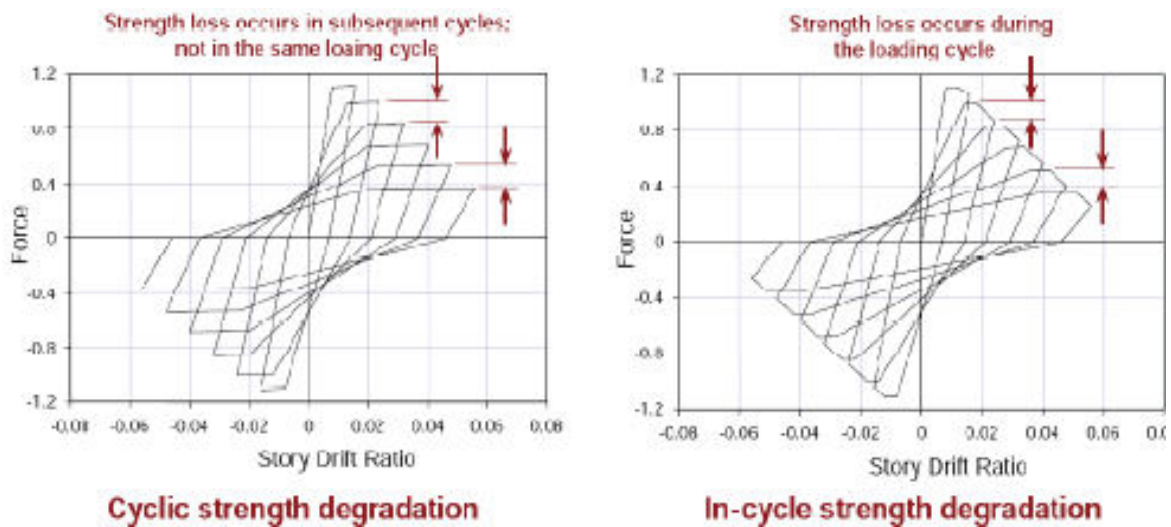 Strength loss occurs in subsequent cycles;
not in the same loaing cycle
1.2
0.8
0.4
0
-0.4
-0.8
-1.2
Force
-0.08 -0.06 -0.04 -0.02 0 0.02 0.04 0.06 0.08
Story Drift Ratio
Cyclic strength degradation
Strength loss occurs during
the loading cycle
1.2
0.8
0.4
0
-0.4
-0.8
-1.2
Force
-0.08 -0.06 -0.04 -0.02 0 0.02 0.04 0.06 0.08
Story Drift Ratio
In-cycle strength degradation